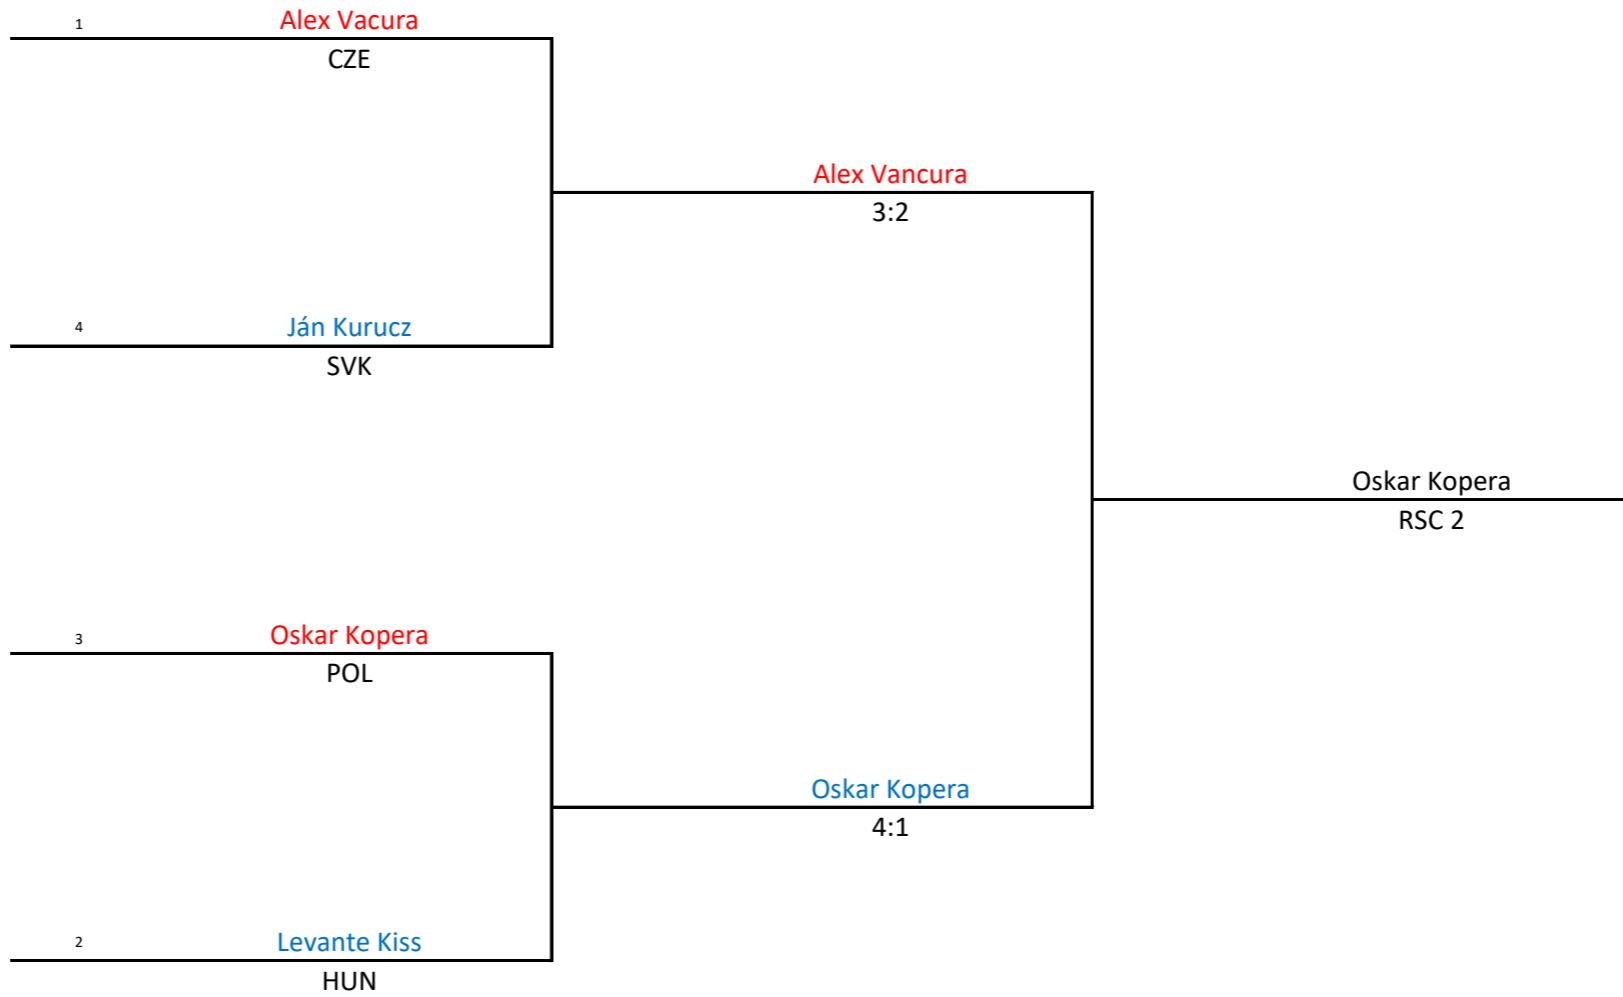 1
Alex Vacura
CZE
Alex Vancura
3:2
4
Ján Kurucz
SVK
Oskar Kopera
RSC 2
3
Oskar Kopera
POL
Oskar Kopera
4:1
2
Levante Kiss
HUN